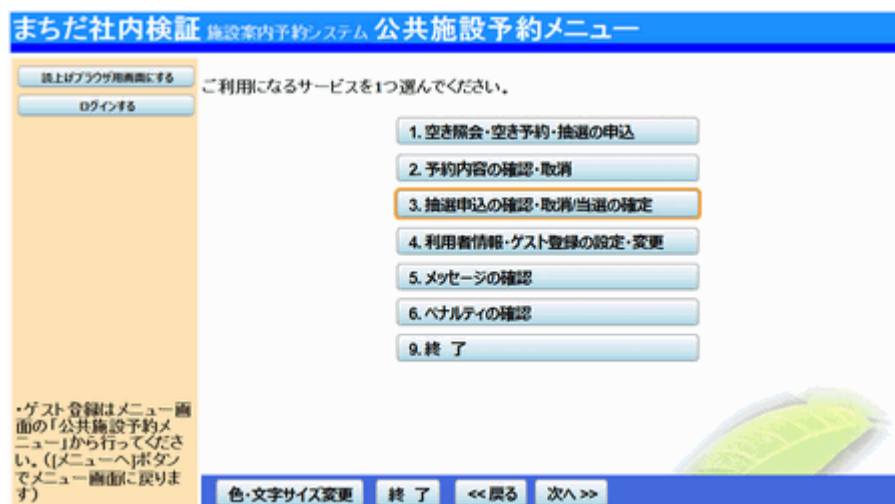 まちだ社内検証 施設案内予約システム 公共施設予約メニュー
読上げブラウザ用画面にする
ログインする
ご利用になるサービスを1つ選んでください。
1. 空き照会・空き予約・抽選の申込
2. 予約内容の確認・取消
3. 抽選申込の確認・取消/当選の確定
4. 利用者情報・ゲスト登録の設定・変更
5. メッセージの確認
6. ペナルティの確認
9. 終 了
・ゲスト登録はメニュー画
面の「公共施設予約メ
ニュー」から行ってくださ
い。([メニューへ]ボタン
でメニュー画面に戻りま
す)
色・文字サイズ変更 終 了 <<戻る 次へ>>